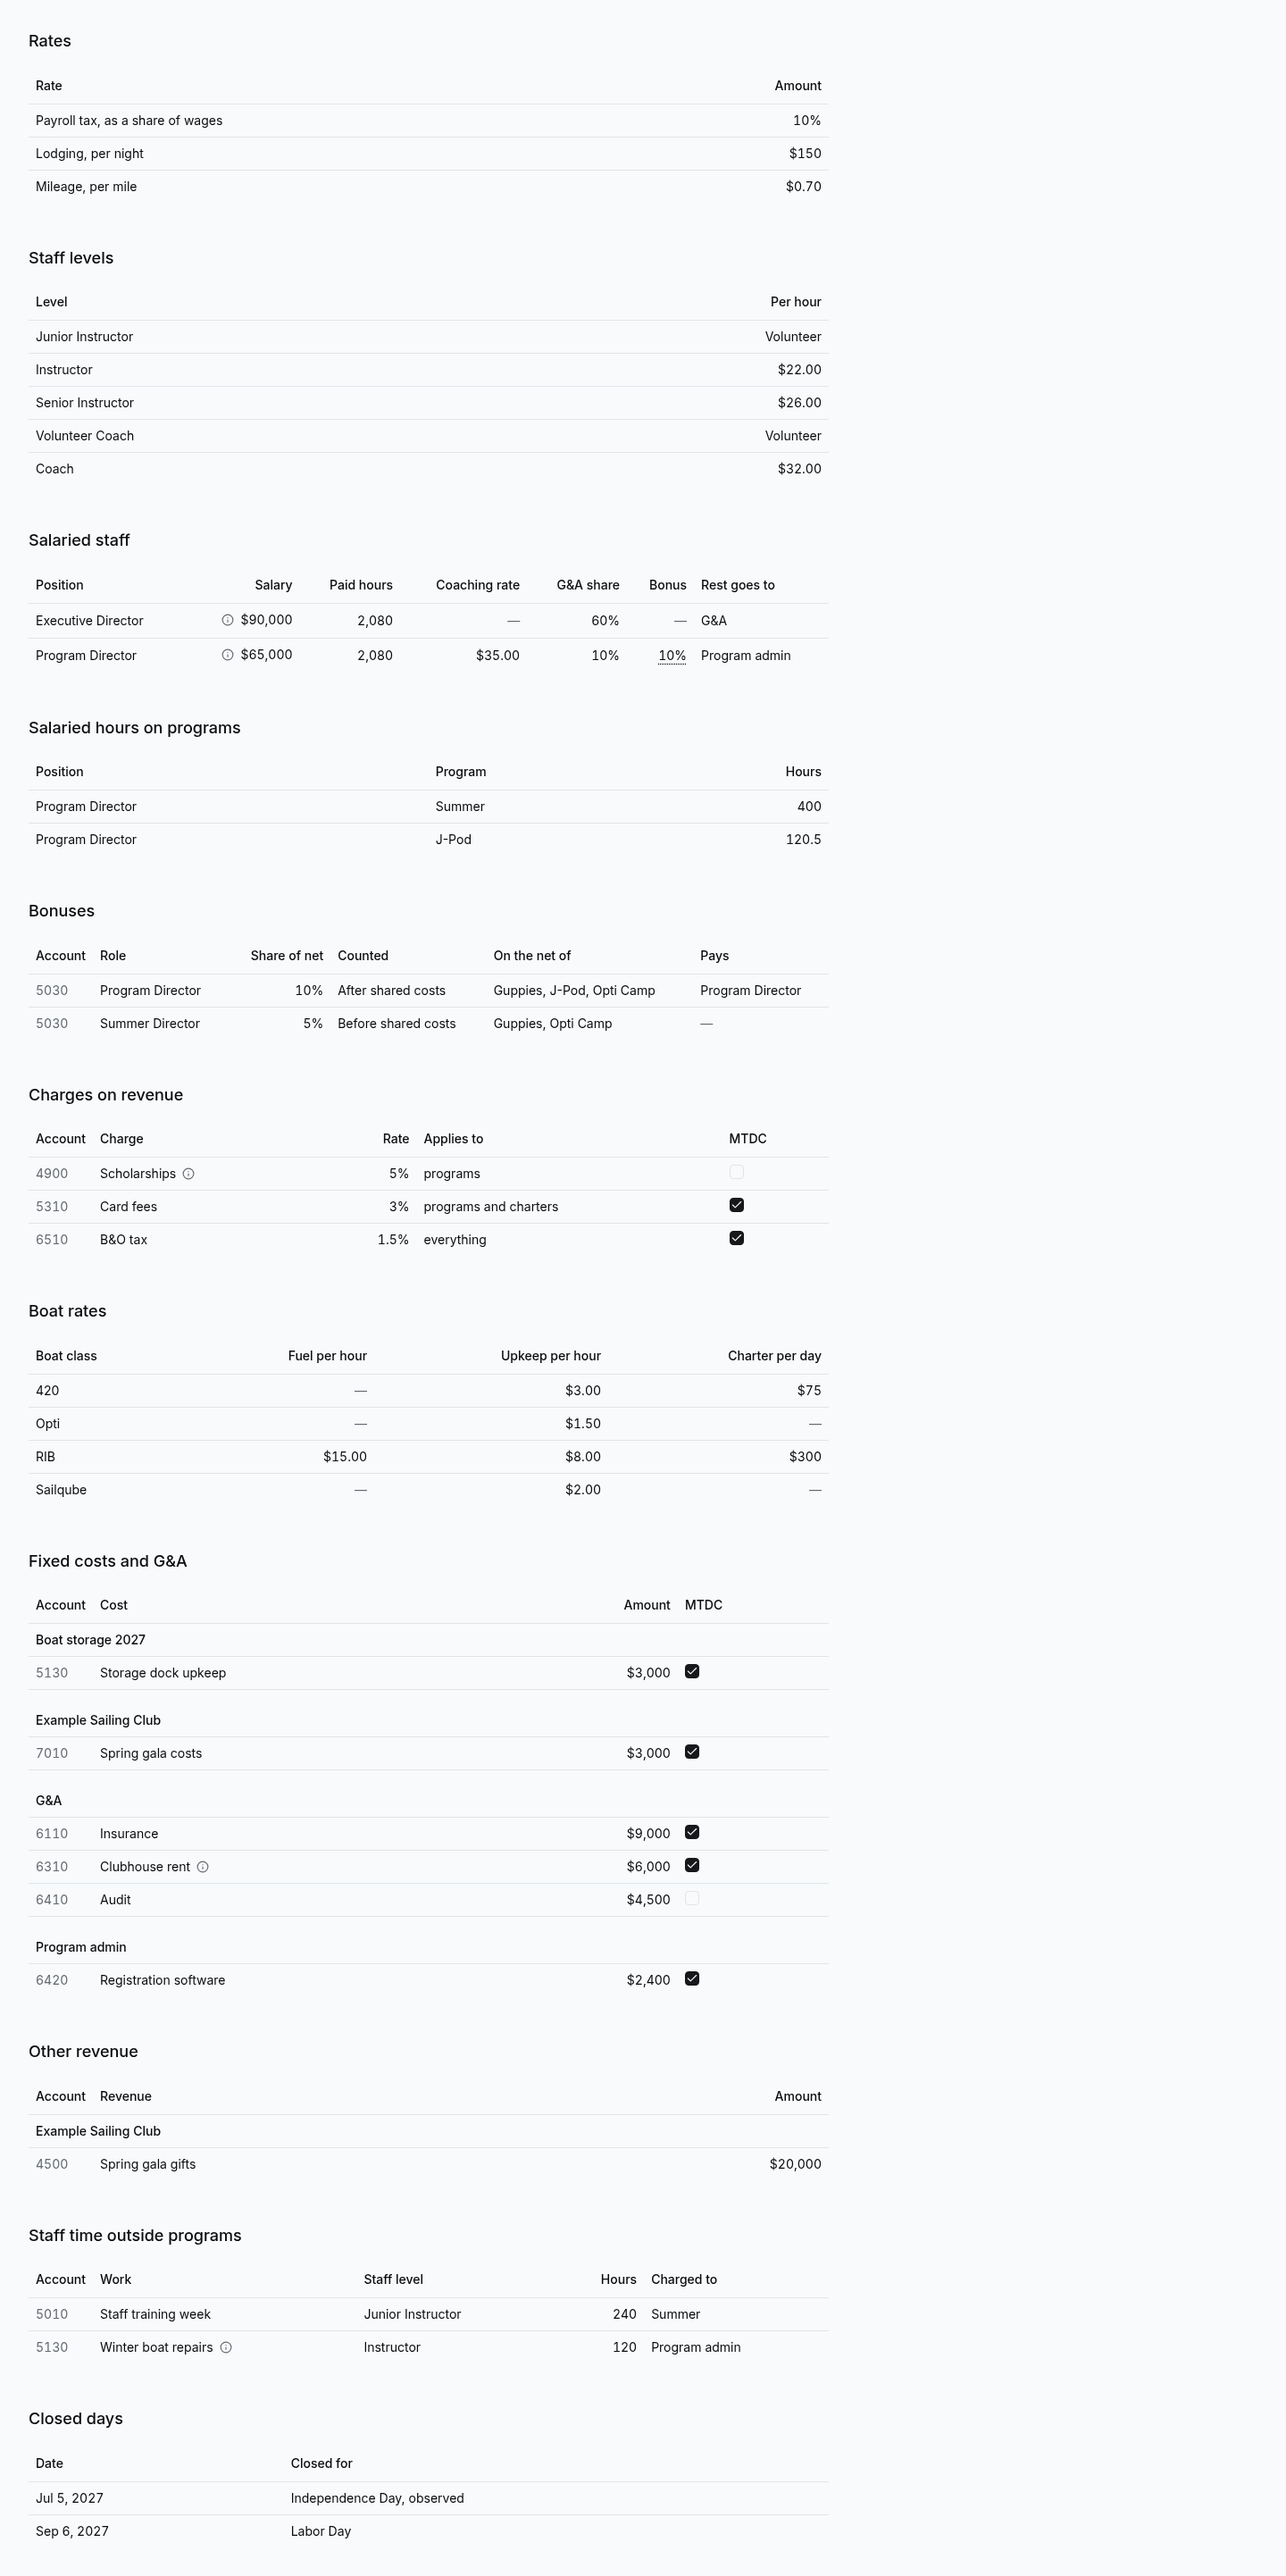 Rates
Rate Amount
Payroll tax, as a share of wages 10%
Lodging, per night $150
Mileage, per mile $0.70
Staff levels
Level Per hour
Junior Instructor Volunteer
Instructor $22.00
Senior Instructor $26.00
Volunteer Coach Volunteer
Coach $32.00
Salaried staff
Position Salary Paid hours Coaching rate G&A share Bonus Rest goes to
Executive Director $90,000 2,080 — 60% — G&A
Program Director $65,000 2,080 $35.00 10% 10% Program admin
Salaried hours on programs
Position Program Hours
Program Director Summer 400
Program Director J-Pod 120.5
Bonuses
Account Role Share of net Counted On the net of Pays
5030 Program Director 10% After shared costs Guppies, J-Pod, Opti Camp Program Director
5030 Summer Director 5% Before shared costs Guppies, Opti Camp —
Charges on revenue
Account Charge Rate Applies to MTDC
4900 Scholarships 5% programs
5310 Card fees 3% programs and charters
6510 B&O tax 1.5% everything
Boat rates
Boat class Fuel per hour Upkeep per hour Charter per day
420 — $3.00 $75
Opti — $1.50 —
RIB $15.00 $8.00 $300
Sailqube — $2.00 —
Fixed costs and G&A
Account Cost Amount MTDC
Boat storage 2027
5130 Storage dock upkeep $3,000
Example Sailing Club
7010 Spring gala costs $3,000
G&A
6110 Insurance $9,000
6310 Clubhouse rent $6,000
6410 Audit $4,500
Program admin
6420 Registration software $2,400
Other revenue
Account Revenue Amount
Example Sailing Club
4500 Spring gala gifts $20,000
Staff time outside programs
Account Work Staff level Hours Charged to
5010 Staff training week Junior Instructor 240 Summer
5130 Winter boat repairs Instructor 120 Program admin
Closed days
Date Closed for
Jul 5, 2027 Independence Day, observed
Sep 6, 2027 Labor Day